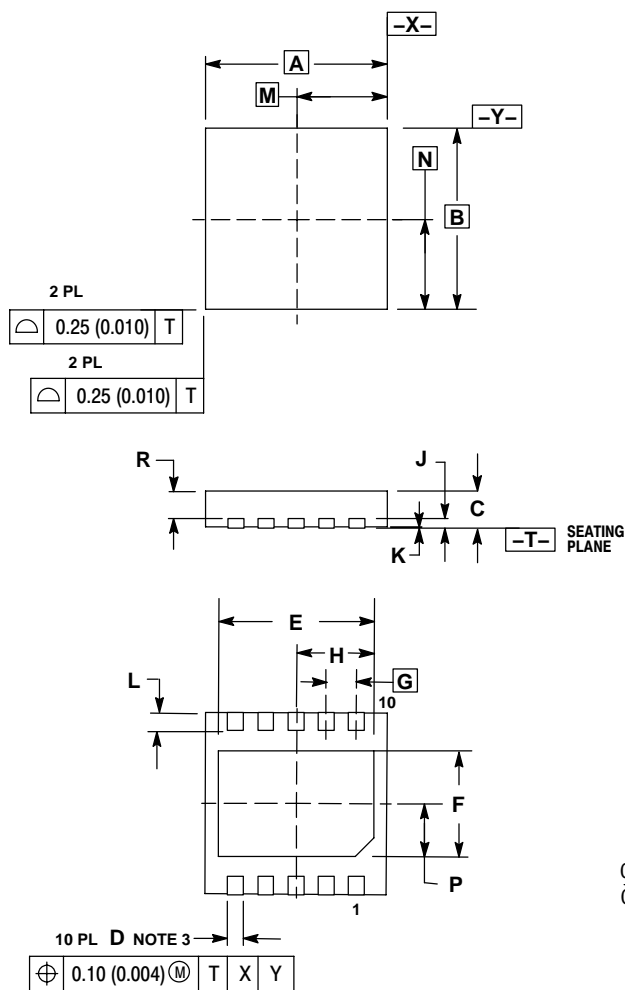 –X–
A
M
–Y–
N
B
2 PL
⌓ 0.25 (0.010) T
2 PL
⌓ 0.25 (0.010) T
R
J
C
K
–T– SEATING
PLANE
E
H
L
G
10
F
P
1
10 PL D NOTE 3
⌖ 0.10 (0.004) Ⓜ T X Y